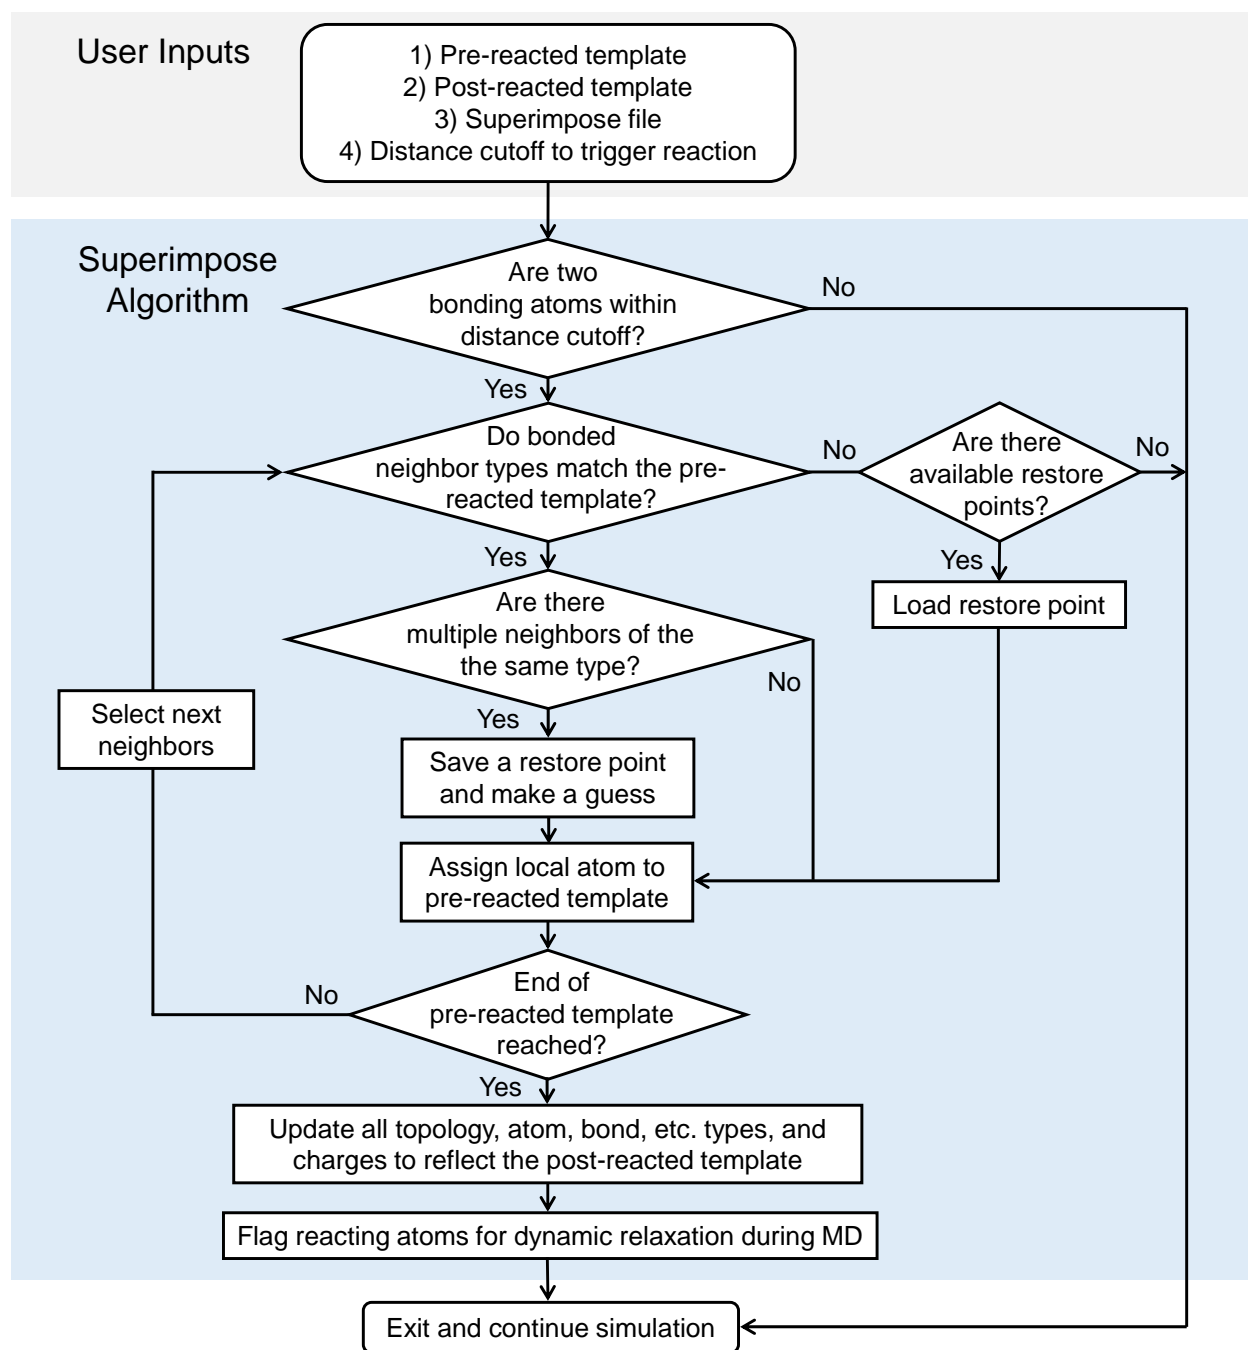 User Inputs
1) Pre-reacted template
2) Post-reacted template
3) Superimpose file
4) Distance cutoff to trigger reaction
Superimpose
Algorithm
Are two
bonding atoms within
distance cutoff?
No
Yes
Do bonded
neighbor types match the pre-
reacted template?
No
Are there
available restore
points?
No
Yes
Yes
Load restore point
Are there
multiple neighbors of the
the same type?
No
Yes
Select next
neighbors
Save a restore point
and make a guess
Assign local atom to
pre-reacted template
End of
pre-reacted template
reached?
No
Yes
Update all topology, atom, bond, etc. types, and
charges to reflect the post-reacted template
Flag reacting atoms for dynamic relaxation during MD
Exit and continue simulation